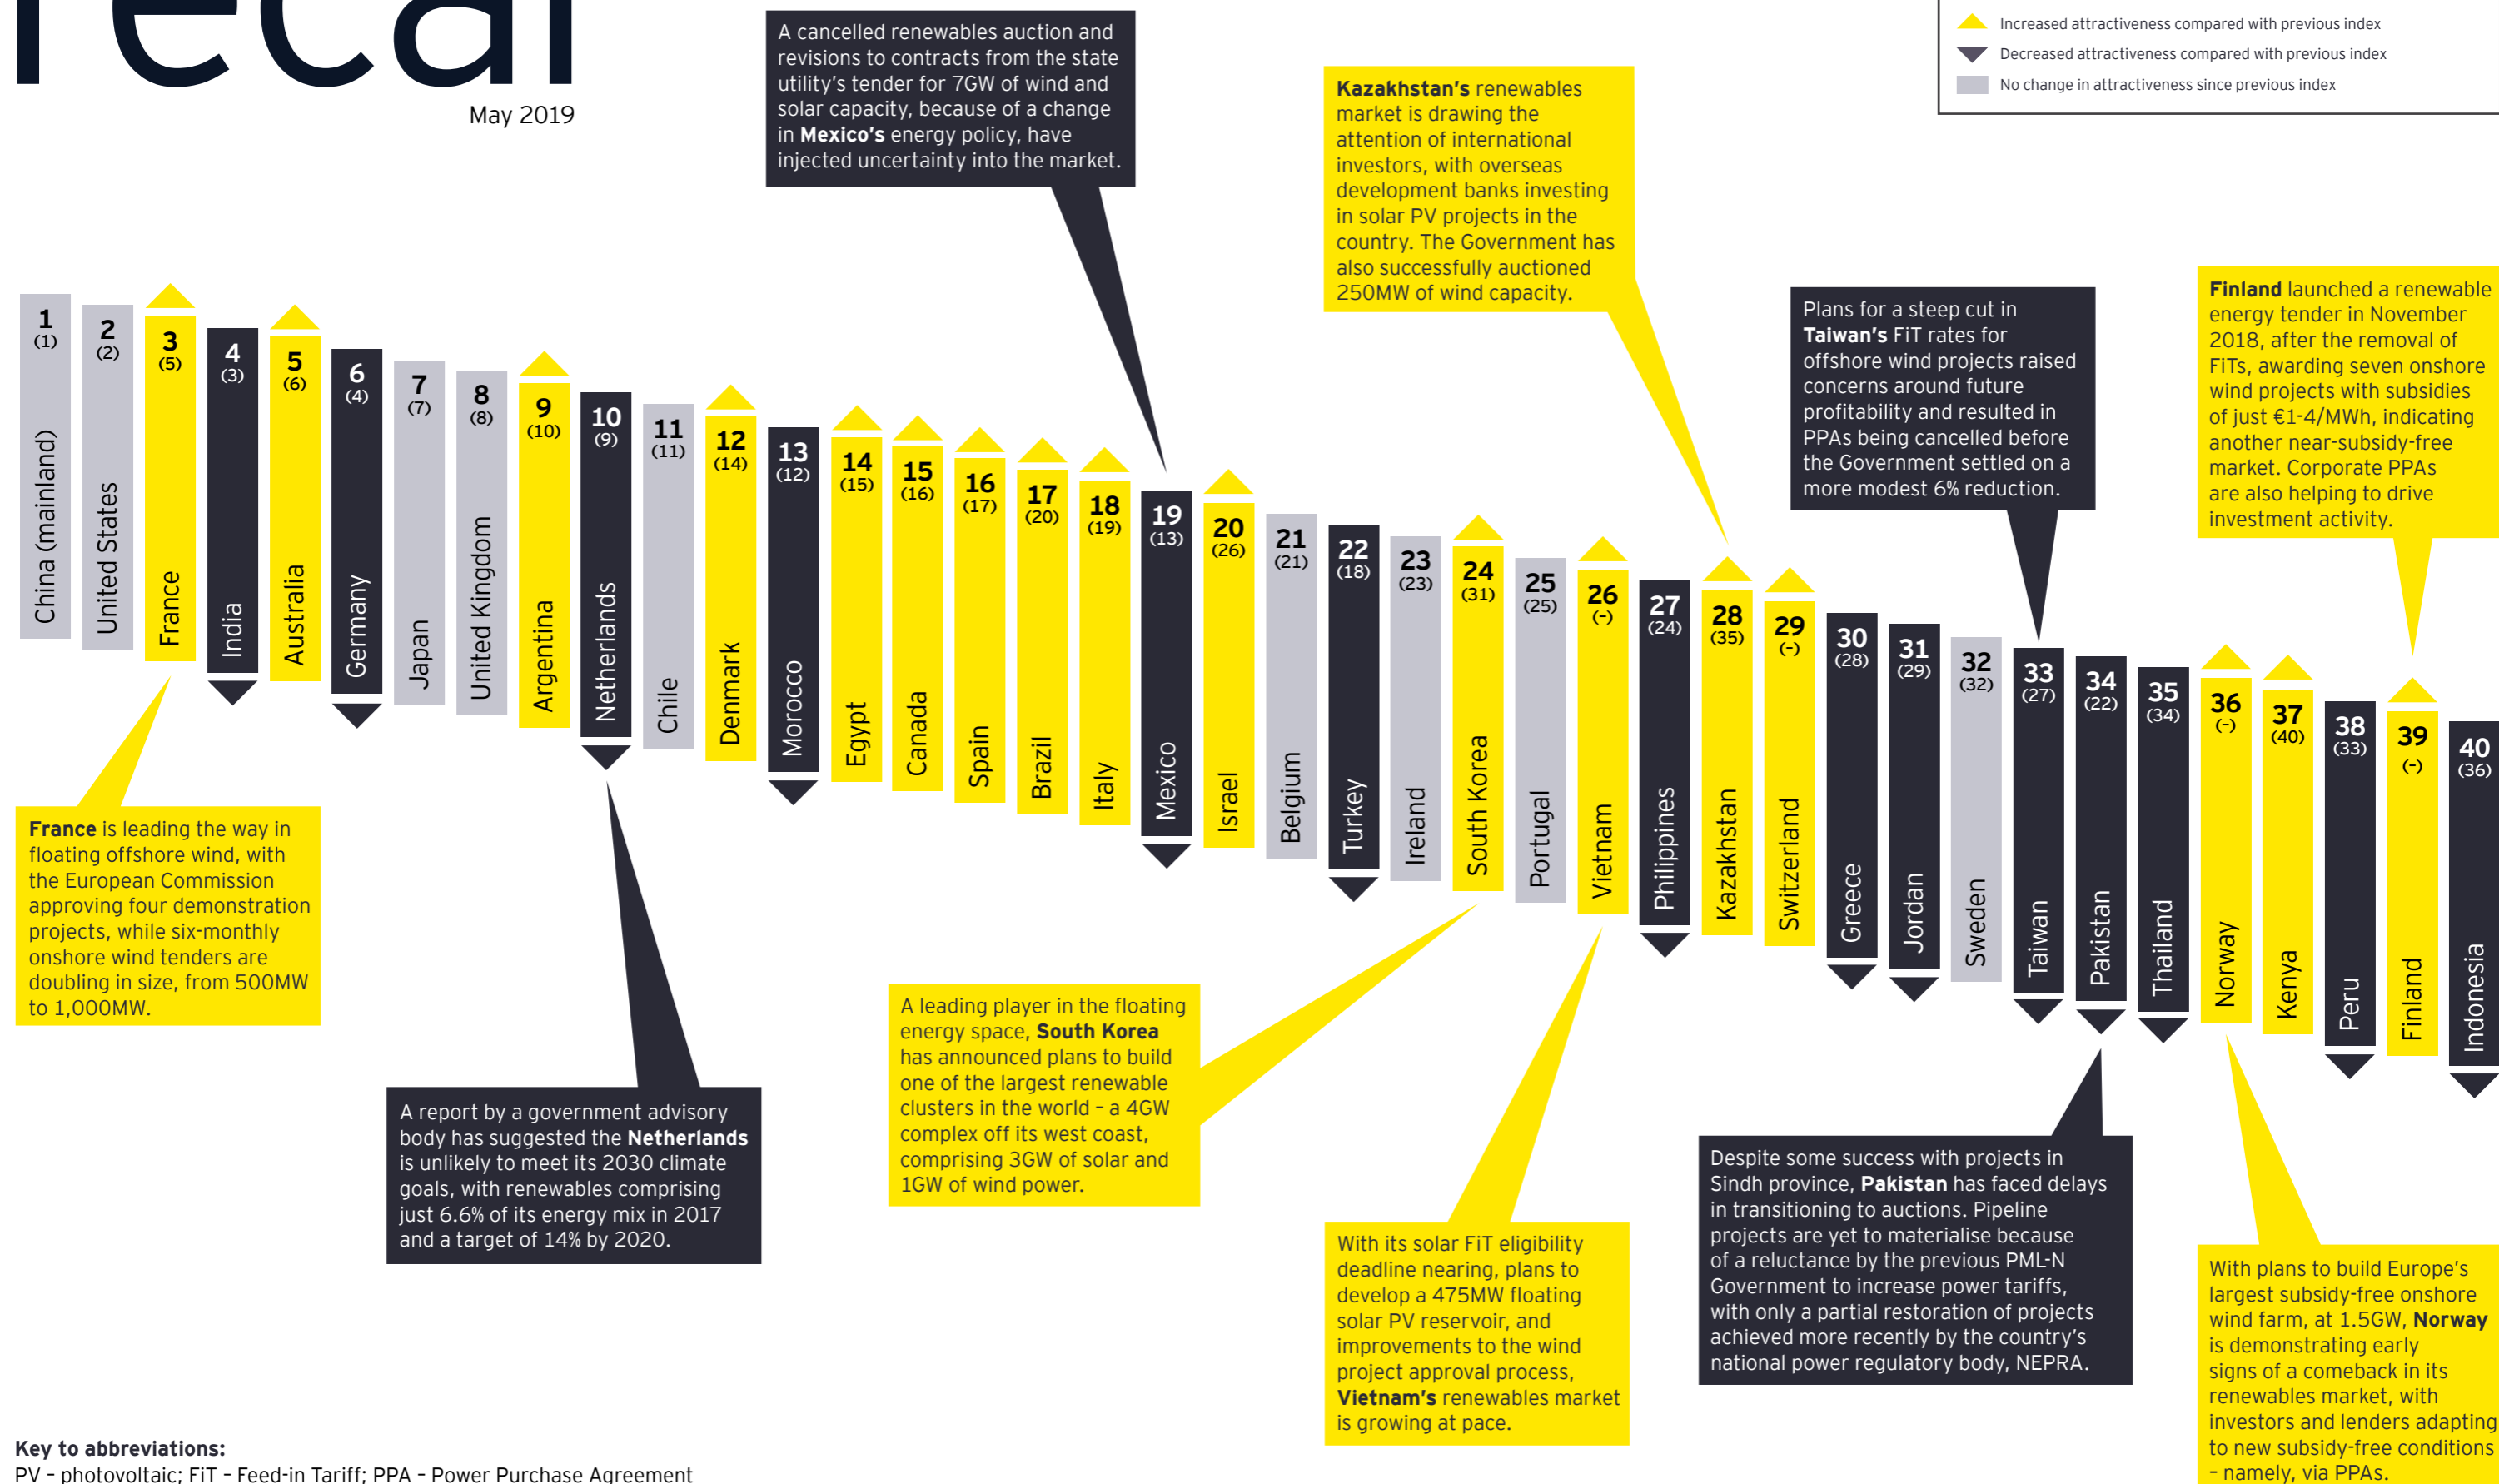 recai
May 2019
Increased attractiveness compared with previous index
Decreased attractiveness compared with previous index
No change in attractiveness since previous index
A cancelled renewables auction and
revisions to contracts from the state
utility's tender for 7GW of wind and
solar capacity, because of a change
in Mexico's energy policy, have
injected uncertainty into the market.
Kazakhstan's renewables
market is drawing the
attention of international
investors, with overseas
development banks investing
in solar PV projects in the
country. The Government has
also successfully auctioned
250MW of wind capacity.
Plans for a steep cut in
Taiwan's FiT rates for
offshore wind projects raised
concerns around future
profitability and resulted in
PPAs being cancelled before
the Government settled on a
more modest 6% reduction.
Finland launched a renewable
energy tender in November
2018, after the removal of
FiTs, awarding seven onshore
wind projects with subsidies
of just €1-4/MWh, indicating
another near-subsidy-free
market. Corporate PPAs
are also helping to drive
investment activity.
1
(1)
China (mainland)
2
(2)
United States
3
(5)
France
4
(3)
India
5
(6)
Australia
6
(4)
Germany
7
(7)
Japan
8
(8)
United Kingdom
9
(10)
Argentina
10
(9)
Netherlands
11
(11)
Chile
12
(14)
Denmark
13
(12)
Morocco
14
(15)
Egypt
15
(16)
Canada
16
(17)
Spain
17
(20)
Brazil
18
(19)
Italy
19
(13)
Mexico
20
(26)
Israel
21
(21)
Belgium
22
(18)
Turkey
23
(23)
Ireland
24
(31)
South Korea
25
(25)
Portugal
26
(-)
Vietnam
27
(24)
Philippines
28
(35)
Kazakhstan
29
(-)
Switzerland
30
(28)
Greece
31
(29)
Jordan
32
(32)
Sweden
33
(27)
Taiwan
34
(22)
Pakistan
35
(34)
Thailand
36
(-)
Norway
37
(40)
Kenya
38
(33)
Peru
39
(-)
Finland
40
(36)
Indonesia
France is leading the way in
floating offshore wind, with
the European Commission
approving four demonstration
projects, while six-monthly
onshore wind tenders are
doubling in size, from 500MW
to 1,000MW.
A report by a government advisory
body has suggested the Netherlands
is unlikely to meet its 2030 climate
goals, with renewables comprising
just 6.6% of its energy mix in 2017
and a target of 14% by 2020.
A leading player in the floating
energy space, South Korea
has announced plans to build
one of the largest renewable
clusters in the world – a 4GW
complex off its west coast,
comprising 3GW of solar and
1GW of wind power.
With its solar FiT eligibility
deadline nearing, plans to
develop a 475MW floating
solar PV reservoir, and
improvements to the wind
project approval process,
Vietnam's renewables market
is growing at pace.
Despite some success with projects in
Sindh province, Pakistan has faced delays
in transitioning to auctions. Pipeline
projects are yet to materialise because
of a reluctance by the previous PML-N
Government to increase power tariffs,
with only a partial restoration of projects
achieved more recently by the country's
national power regulatory body, NEPRA.
With plans to build Europe's
largest subsidy-free onshore
wind farm, at 1.5GW, Norway
is demonstrating early
signs of a comeback in its
renewables market, with
investors and lenders adapting
to new subsidy-free conditions
– namely, via PPAs.
Key to abbreviations:
PV – photovoltaic; FiT – Feed-in Tariff; PPA – Power Purchase Agreement